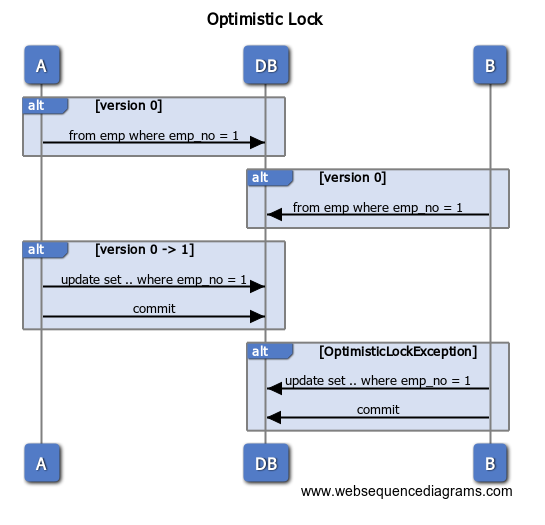 Optimistic Lock
A DB B
alt [version 0]
from emp where emp_no = 1
alt [version 0]
from emp where emp_no = 1
alt [version 0 -> 1]
update set .. where emp_no = 1
commit
alt [OptimisticLockException]
update set .. where emp_no = 1
commit
A DB B
www.websequencediagrams.com